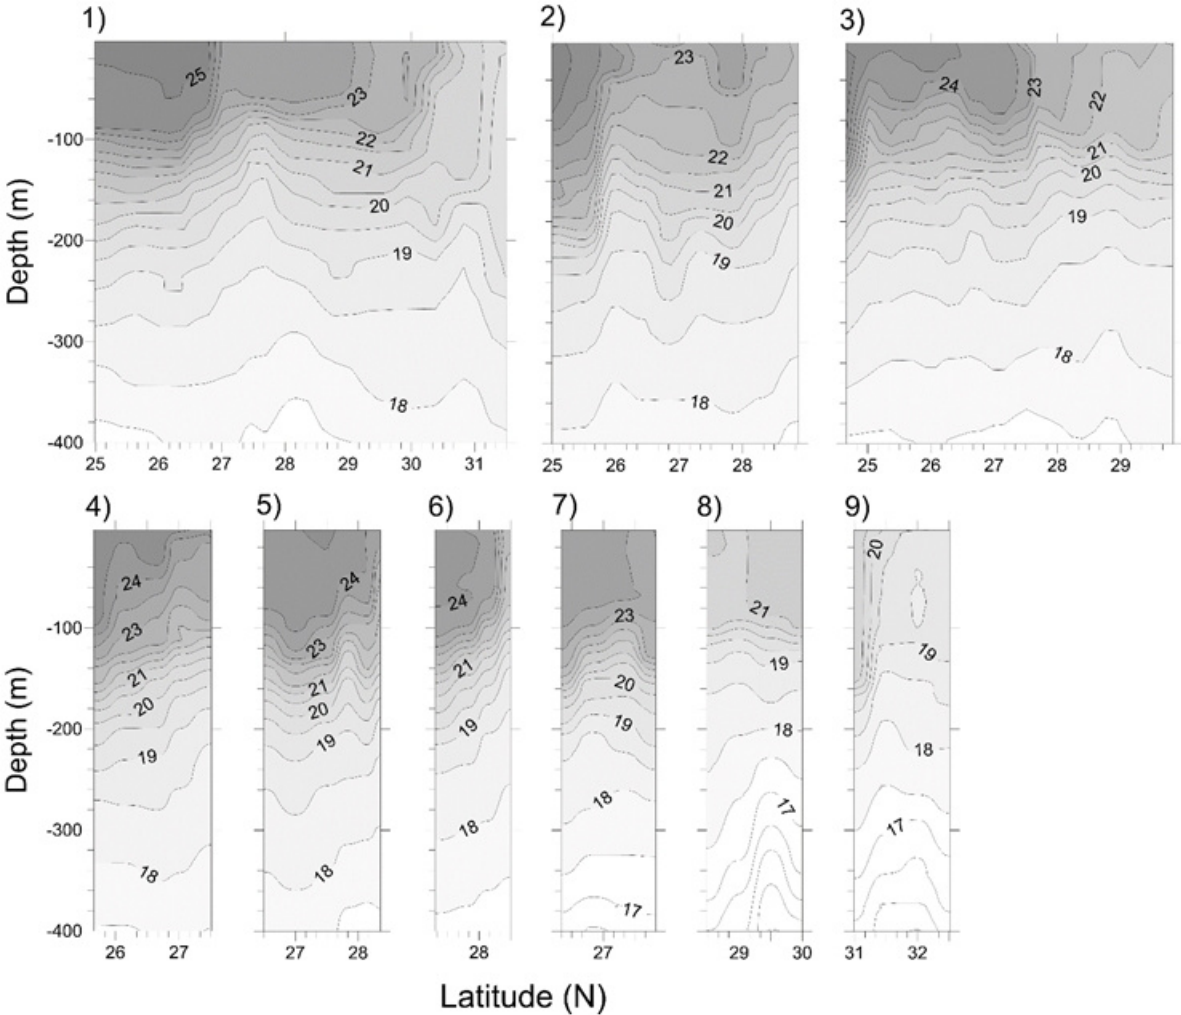 1) 2) 3)
25 23 22 21 20 19 18
23 22 21 20 19 18
24 23 22 21 20 19 18
-100
-200
-300
-400
Depth (m)
25 26 27 28 29 30 31
25 26 27 28
25 26 27 28 29
4) 5) 6) 7) 8) 9)
24 23 21 20 19 18
24 23 21 20 19 18
24 21 19 18
23 20 19 18 17
21 19 18 17
20 19 18 17
-100
-200
-300
-400
Depth (m)
26 27
27 28
28
27
29 30
31 32
Latitude (N)